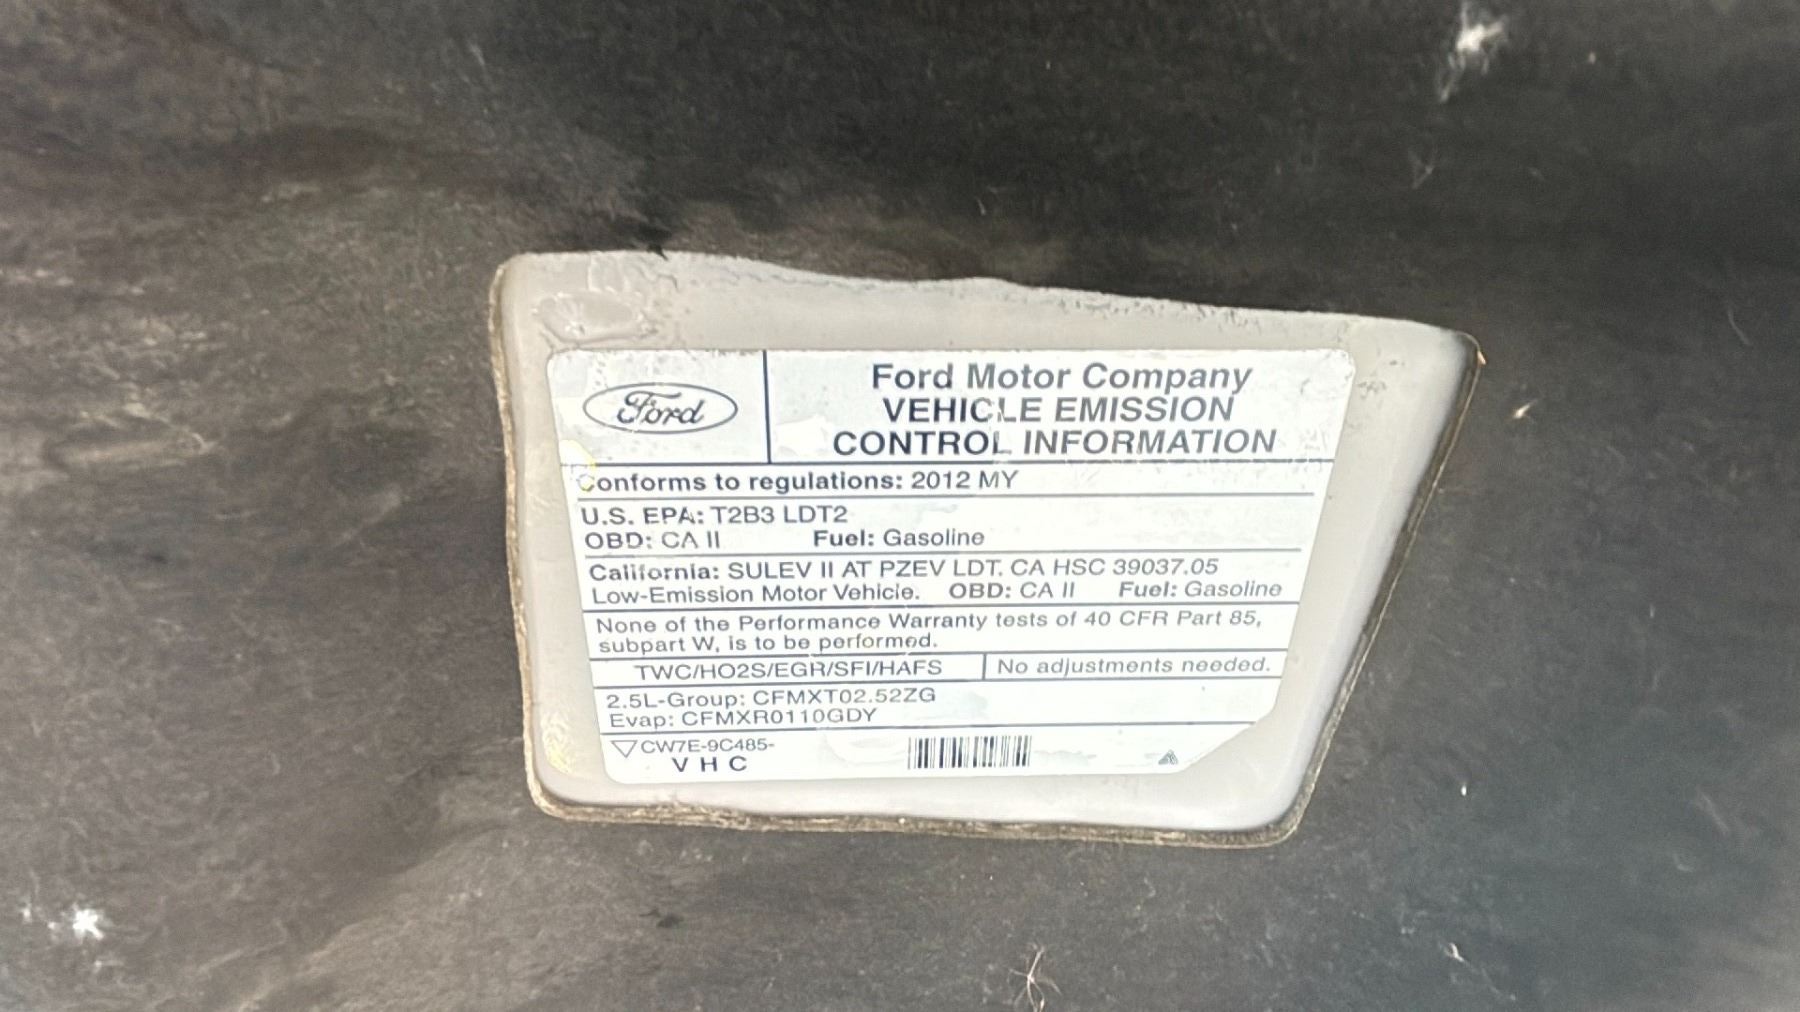 Ford
Ford Motor Company
VEHICLE EMISSION
CONTROL INFORMATION
Conforms to regulations: 2012 MY
U.S. EPA: T2B3 LDT2
OBD: CA II Fuel: Gasoline
California: SULEV II AT PZEV LDT. CA HSC 39037.05
Low-Emission Motor Vehicle. OBD: CA II Fuel: Gasoline
None of the Performance Warranty tests of 40 CFR Part 85,
subpart W, is to be performed.
TWC/HO2S/EGR/SFI/HAFS No adjustments needed.
2.5L-Group: CFMXT02.52ZG
Evap: CFMXR0110GDY
CW7E-9C485-
V H C